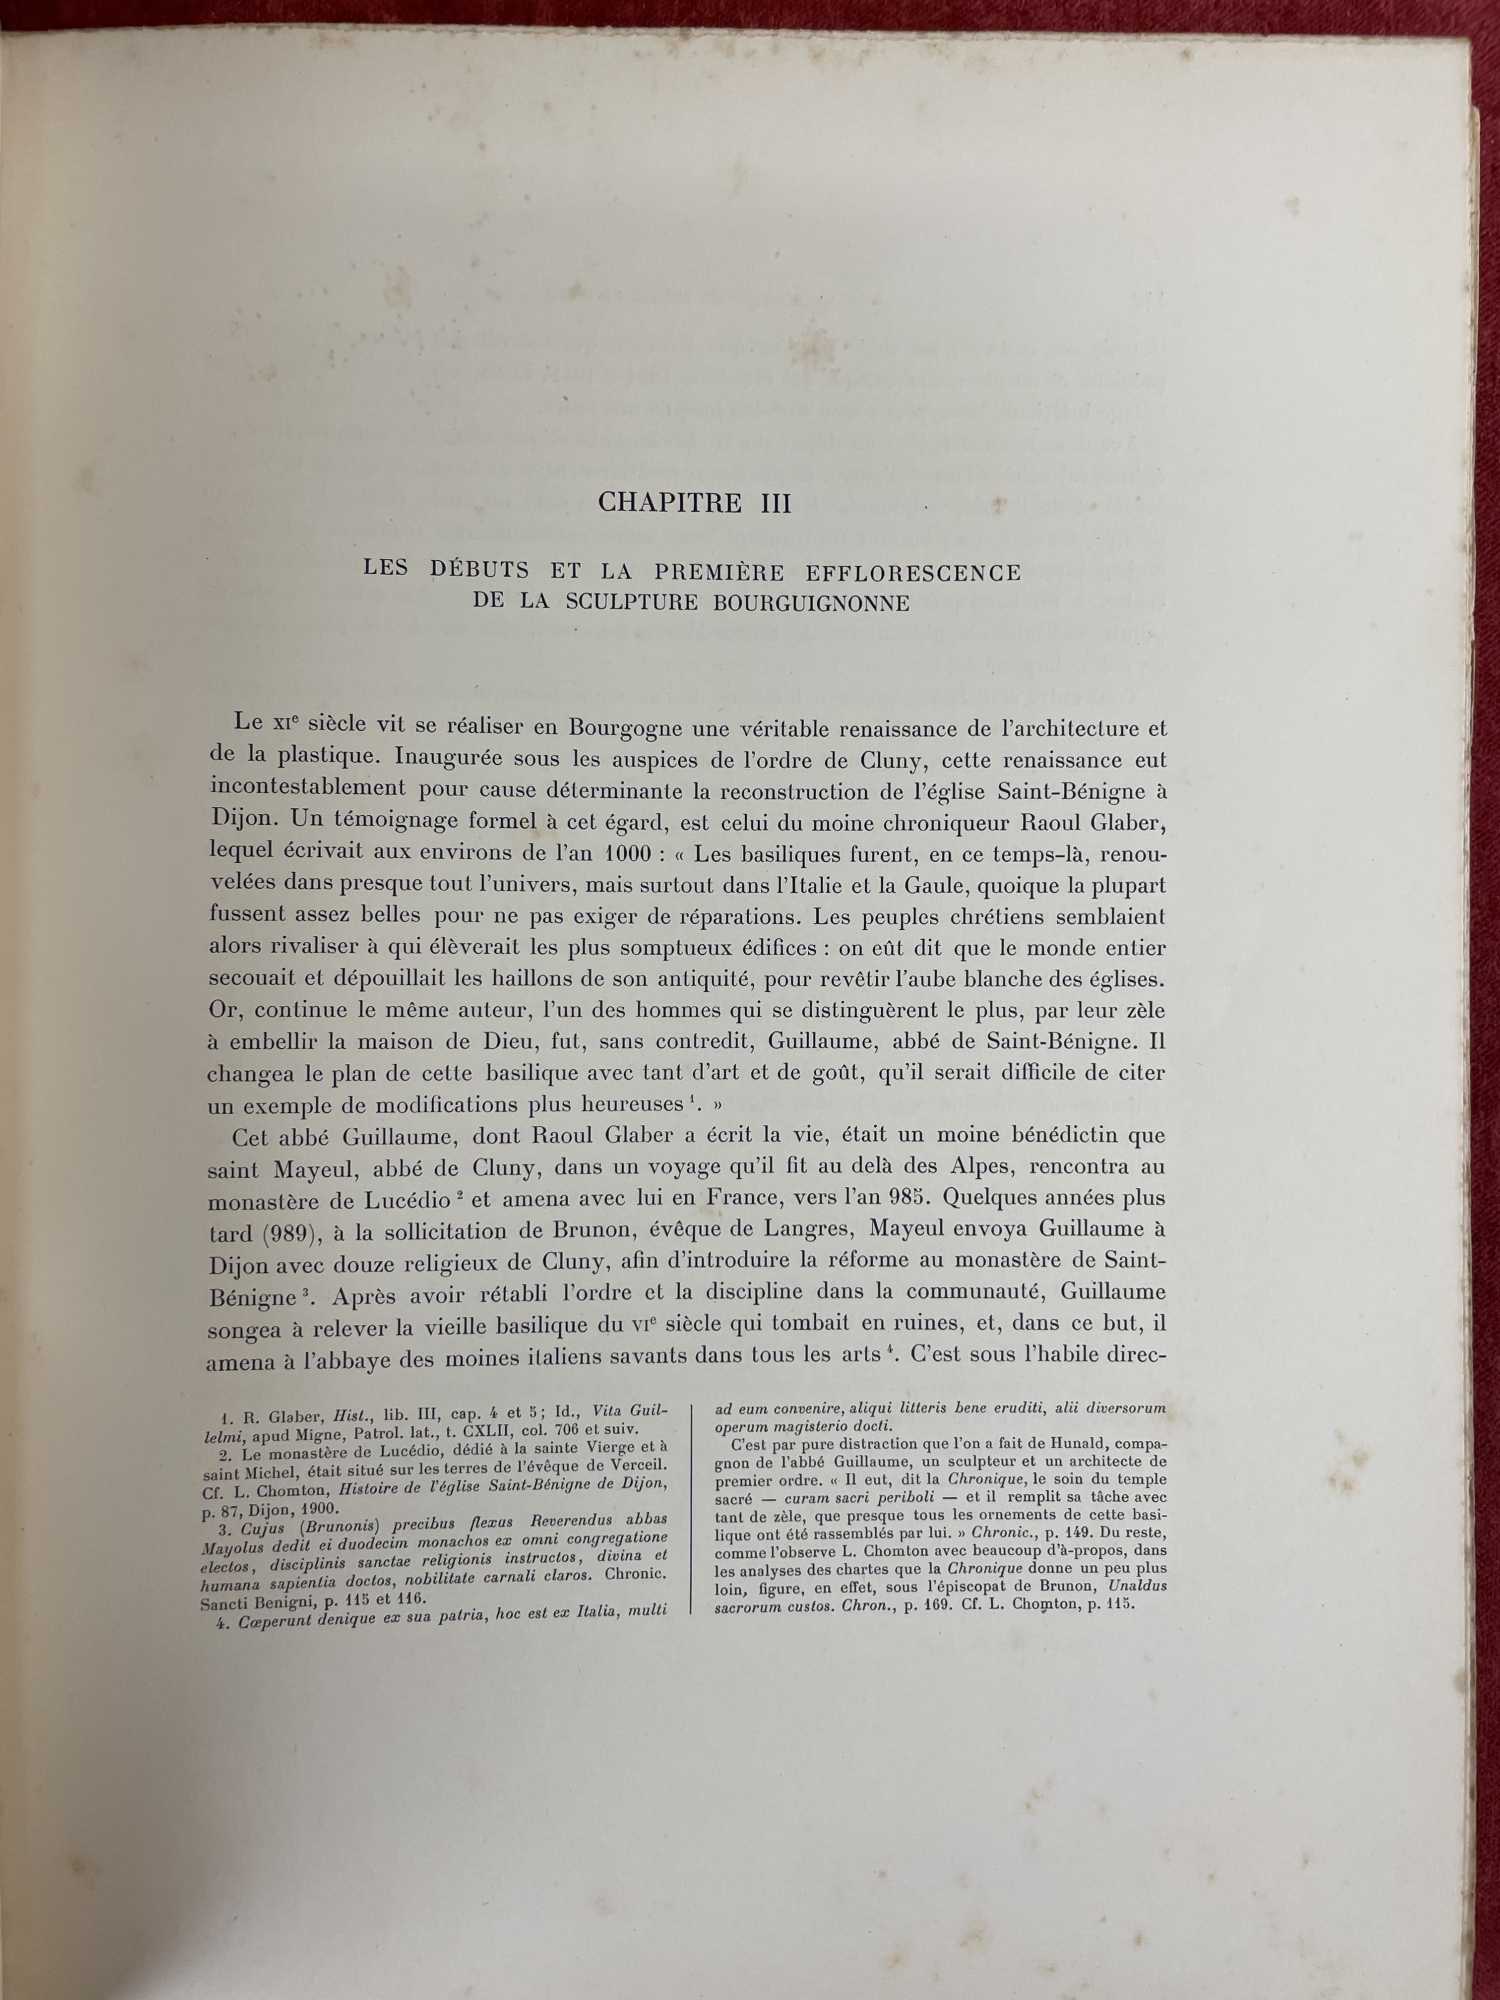 CHAPITRE III
LES DÉBUTS ET LA PREMIÈRE EFFLORESCENCE
DE LA SCULPTURE BOURGUIGNONNE
Le XIe siècle vit se réaliser en Bourgogne une véritable renaissance de l'architecture et
de la plastique. Inaugurée sous les auspices de l'ordre de Cluny, cette renaissance eut
incontestablement pour cause déterminante la reconstruction de l'église Saint-Bénigne à
Dijon. Un témoignage formel à cet égard, est celui du moine chroniqueur Raoul Glaber,
lequel écrivait aux environs de l'an 1000 : « Les basiliques furent, en ce temps-là, renou-
velées dans presque tout l'univers, mais surtout dans l'Italie et la Gaule, quoique la plupart
fussent assez belles pour ne pas exiger de réparations. Les peuples chrétiens semblaient
alors rivaliser à qui élèverait les plus somptueux édifices : on eût dit que le monde entier
secouait et dépouillait les haillons de son antiquité, pour revêtir l'aube blanche des églises.
Or, continue le même auteur, l'un des hommes qui se distinguèrent le plus, par leur zèle
à embellir la maison de Dieu, fut, sans contredit, Guillaume, abbé de Saint-Bénigne. Il
changea le plan de cette basilique avec tant d'art et de goût, qu'il serait difficile de citer
un exemple de modifications plus heureuses 1. »
Cet abbé Guillaume, dont Raoul Glaber a écrit la vie, était un moine bénédictin que
saint Mayeul, abbé de Cluny, dans un voyage qu'il fit au delà des Alpes, rencontra au
monastère de Lucédio 2 et amena avec lui en France, vers l'an 985. Quelques années plus
tard (989), à la sollicitation de Brunon, évêque de Langres, Mayeul envoya Guillaume à
Dijon avec douze religieux de Cluny, afin d'introduire la réforme au monastère de Saint-
Bénigne 3. Après avoir rétabli l'ordre et la discipline dans la communauté, Guillaume
songea à relever la vieille basilique du VIe siècle qui tombait en ruines, et, dans ce but, il
amena à l'abbaye des moines italiens savants dans tous les arts 4. C'est sous l'habile direc-
1. R. Glaber, Hist., lib. III, cap. 4 et 5; Id., Vita Guil-
lelmi, apud Migne, Patrol. lat., t. CXLII, col. 706 et suiv.
2. Le monastère de Lucédio, dédié à la sainte Vierge et à
saint Michel, était situé sur les terres de l'évêque de Verceil.
Cf. L. Chomton, Histoire de l'église Saint-Bénigne de Dijon,
p. 87, Dijon, 1900.
3. Cujus (Brunonis) precibus flexus Reverendus abbas
Mayolus dedit ei duodecim monachos ex omni congregatione
electos, disciplinis sanctae religionis instructos, divina et
humana sapientia doctos, nobilitate carnali claros. Chronic.
Sancti Benigni, p. 115 et 116.
4. Cœperunt denique ex sua patria, hoc est ex Italia, multi
ad eum convenire, aliqui litteris bene eruditi, alii diversorum
operum magisterio docti.
C'est par pure distraction que l'on a fait de Hunald, compa-
gnon de l'abbé Guillaume, un sculpteur et un architecte de
premier ordre. « Il eut, dit la Chronique, le soin du temple
sacré — curam sacri periboli — et il remplit sa tâche avec
tant de zèle, que presque tous les ornements de cette basi-
lique ont été rassemblés par lui. » Chronic., p. 149. Du reste,
comme l'observe L. Chomton avec beaucoup d'à-propos, dans
les analyses des chartes que la Chronique donne un peu plus
loin, figure, en effet, sous l'épiscopat de Brunon, Unaldus
sacrorum custos. Chron., p. 169. Cf. L. Chomton, p. 115.